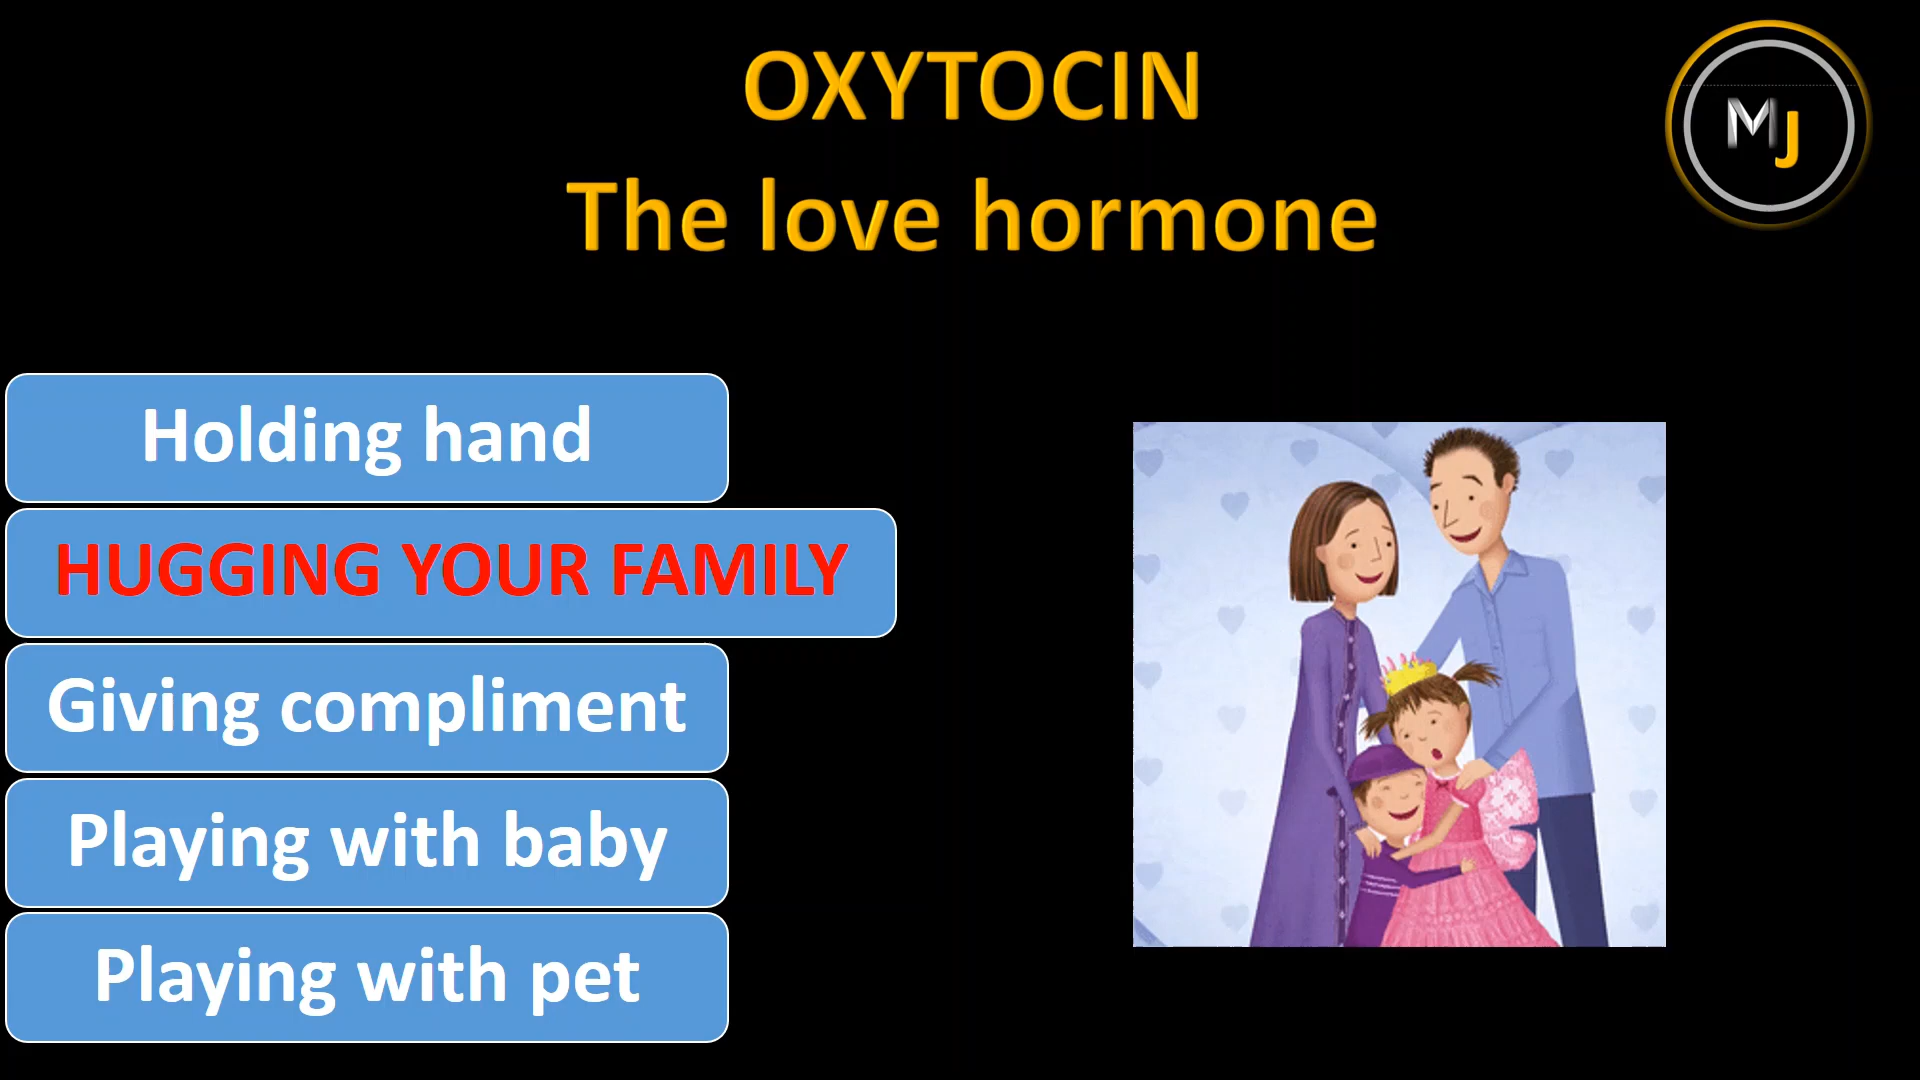 OXYTOCIN
The love hormone
MJ
Holding hand
HUGGING YOUR FAMILY
Giving compliment
Playing with baby
Playing with pet